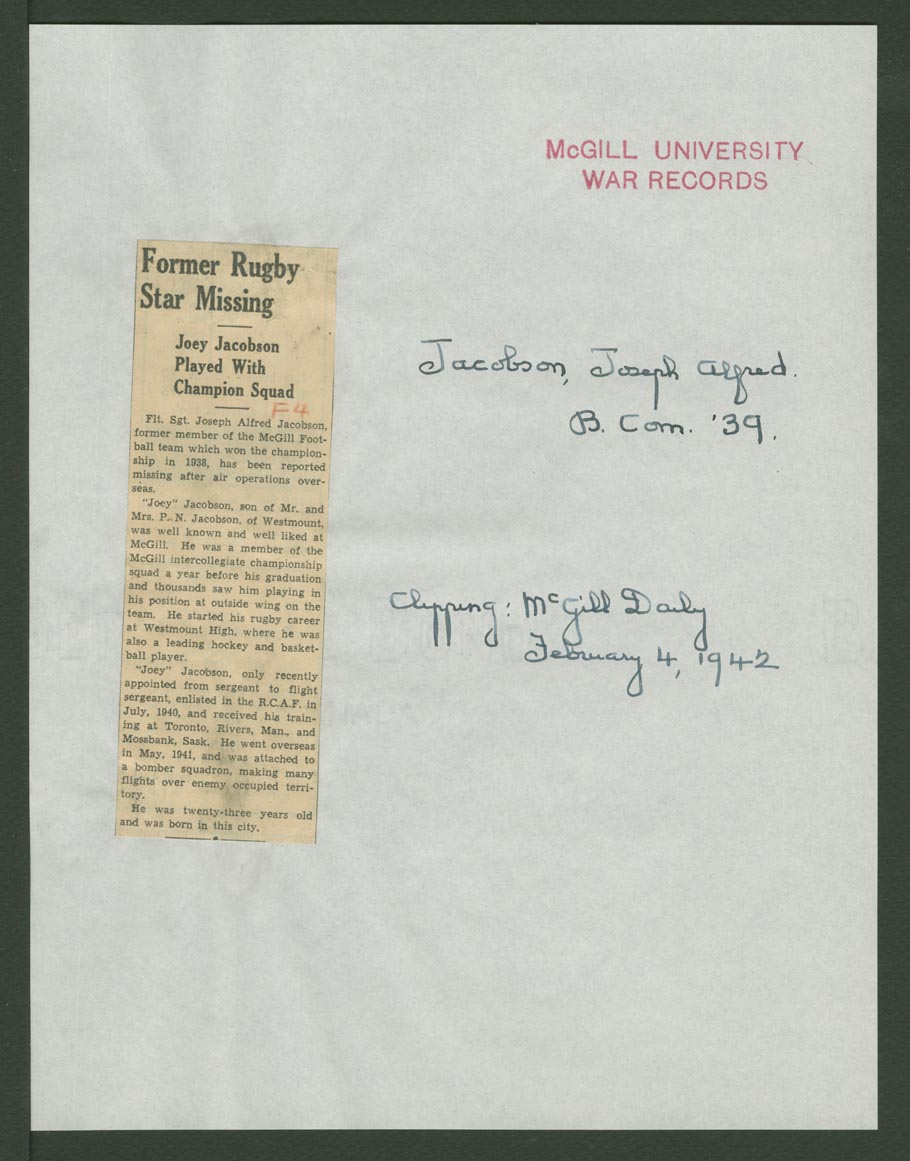 McGILL UNIVERSITY
WAR RECORDS
Former Rugby
Star Missing
Joey Jacobson
Played With
Champion Squad
F4
Flt. Sgt. Joseph Alfred Jacobson,
former member of the McGill Foot-
ball team which won the champion-
ship in 1938, has been reported
missing after air operations over-
seas.
"Joey" Jacobson, son of Mr. and
Mrs. P. N. Jacobson, of Westmount,
was well known and well liked at
McGill. He was a member of the
McGill intercollegiate championship
squad a year before his graduation
and thousands saw him playing in
his position at outside wing on the
team. He started his rugby career
at Westmount High, where he was
also a leading hockey and basket-
ball player.
"Joey" Jacobson, only recently
appointed from sergeant to flight
sergeant, enlisted in the R.C.A.F. in
July, 1940, and received his train-
ing at Toronto, Rivers, Man., and
Mossbank, Sask. He went overseas
in May, 1941, and was attached to
a bomber squadron, making many
flights over enemy occupied terri-
tory.
He was twenty-three years old
and was born in this city.
Jacobson, Joseph Alfred.
B. Com. '39.
Clipping: McGill Daily
February 4, 1942